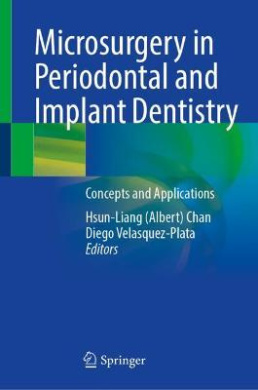 Microsurgery in
Periodontal and
Implant Dentistry
Concepts and Applications
Hsun-Liang (Albert) Chan
Diego Velasquez-Plata
Editors
Springer